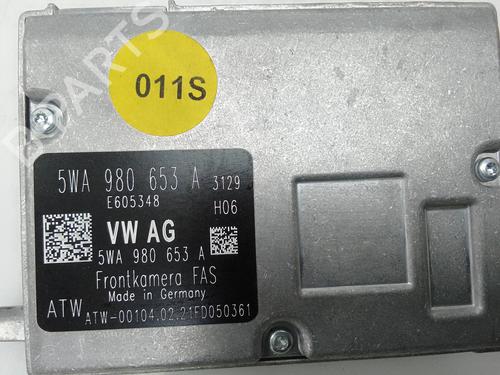 011S
5WA 980 653 A 3129
E605348 H06
VW AG
5WA 980 653 A
Frontkamera FAS
Made in Germany
ATW ATW-00104.02.21FD050361
B-PARTS